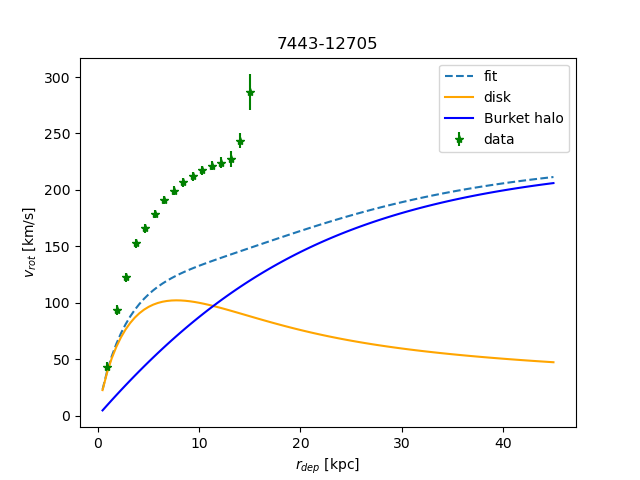 7443-12705
300
250
200
150
100
50
0
v_rot [km/s]
fit
disk
Burket halo
data
0 10 20 30 40
r_dep [kpc]